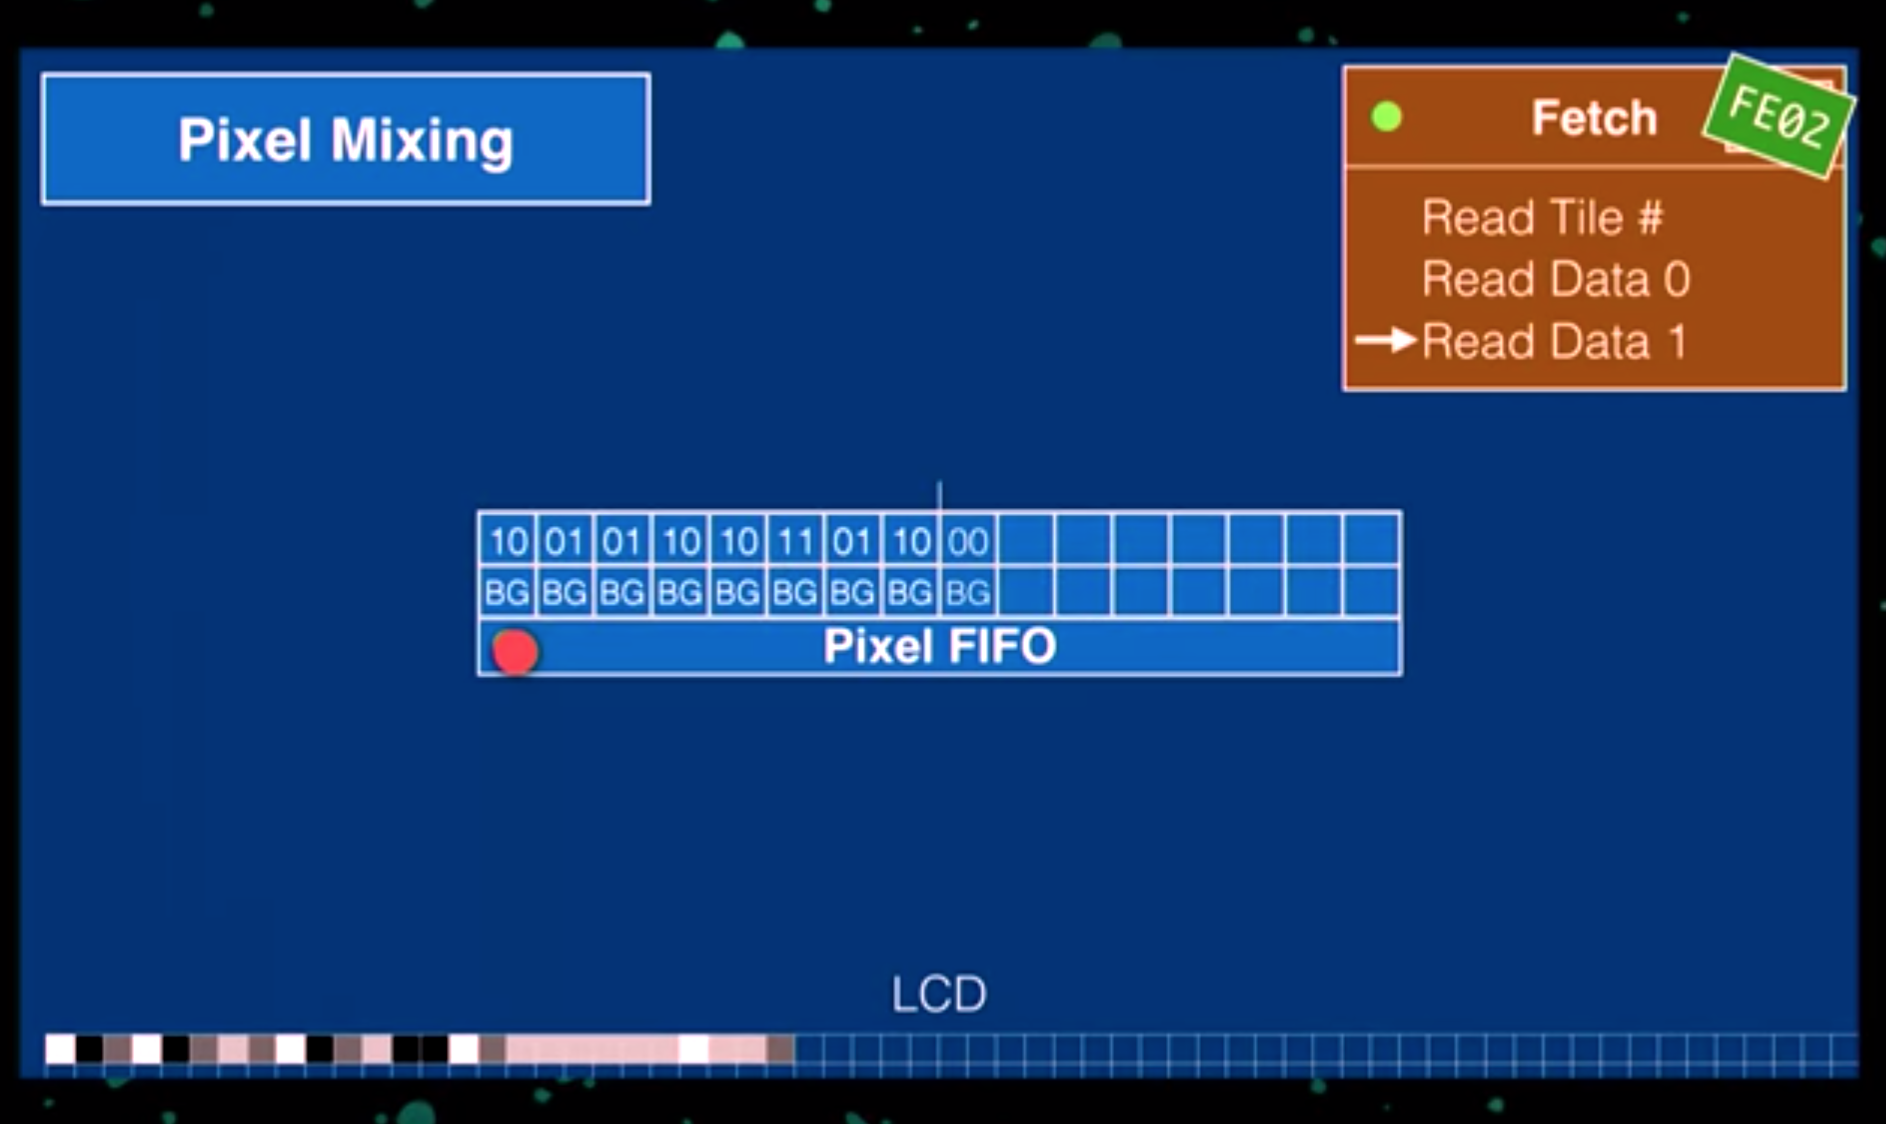 Pixel Mixing
Fetch
FE02
Read Tile #
Read Data 0
Read Data 1
10 01 01 10 10 11 01 10 00
BG BG BG BG BG BG BG BG BG
Pixel FIFO
LCD